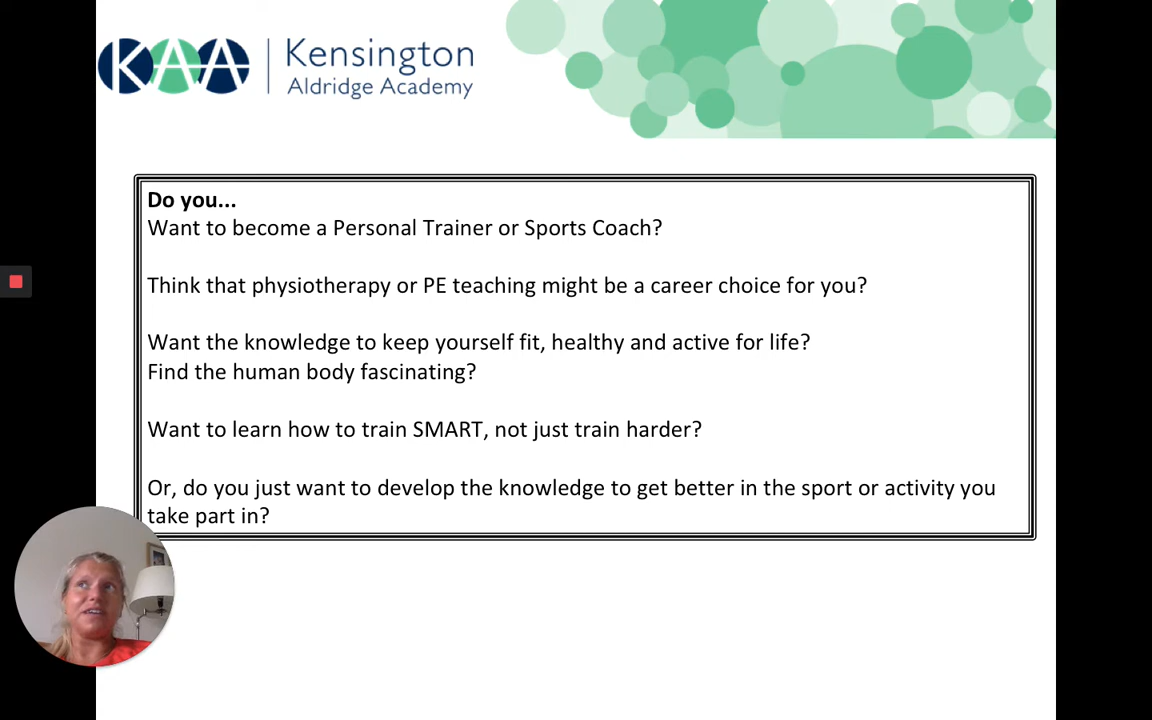 KAA
Kensington
Aldridge Academy
Do you...
Want to become a Personal Trainer or Sports Coach?
Think that physiotherapy or PE teaching might be a career choice for you?
Want the knowledge to keep yourself fit, healthy and active for life?
Find the human body fascinating?
Want to learn how to train SMART, not just train harder?
Or, do you just want to develop the knowledge to get better in the sport or activity you
take part in?